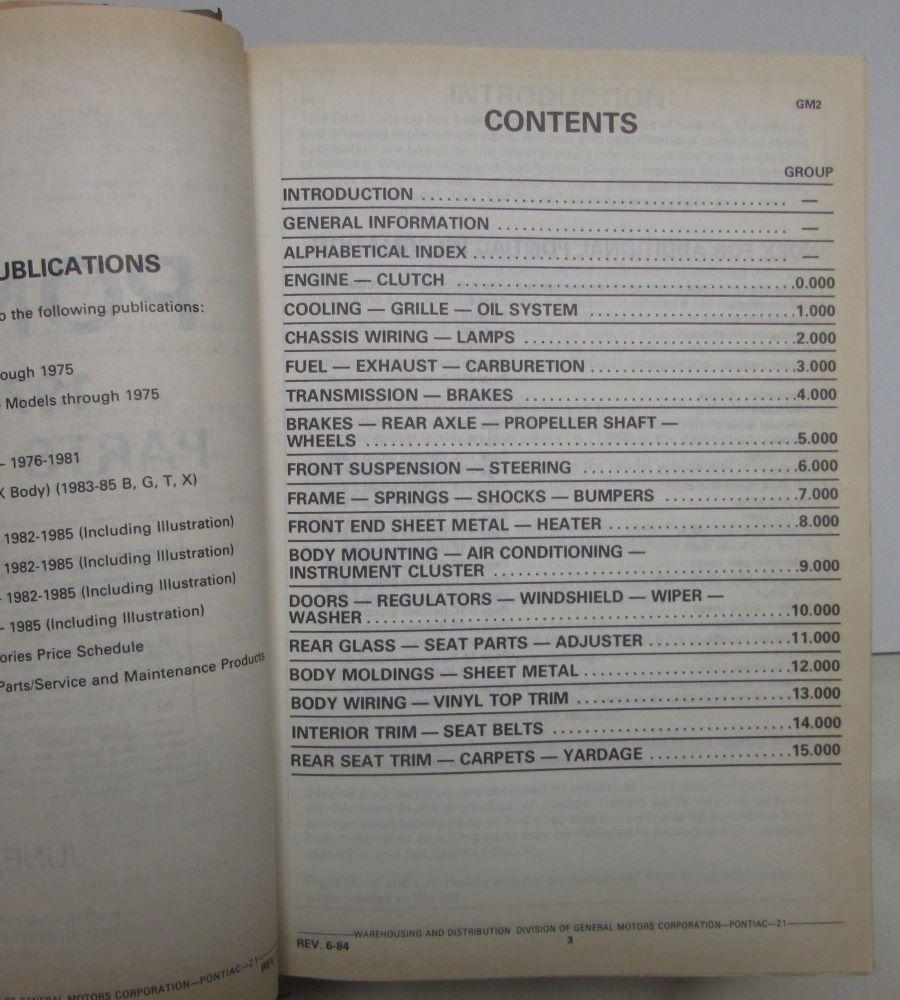 UBLICATIONS
the following publications:
ough 1975
Models through 1975
– 1976-1981
X Body) (1983-85 B, G, T, X)
1982-1985 (Including Illustration)
1982-1985 (Including Illustration)
- 1982-1985 (Including Illustration)
– 1985 (Including Illustration)
ories Price Schedule
Parts/Service and Maintenance Products
GENERAL MOTORS CORPORATION—PONTIAC—21
REV
GM2
CONTENTS
GROUP
INTRODUCTION —
GENERAL INFORMATION —
ALPHABETICAL INDEX —
ENGINE — CLUTCH 0.000
COOLING — GRILLE — OIL SYSTEM 1.000
CHASSIS WIRING — LAMPS 2.000
FUEL — EXHAUST — CARBURETION 3.000
TRANSMISSION — BRAKES 4.000
BRAKES — REAR AXLE — PROPELLER SHAFT —
WHEELS 5.000
FRONT SUSPENSION — STEERING 6.000
FRAME — SPRINGS — SHOCKS — BUMPERS 7.000
FRONT END SHEET METAL — HEATER 8.000
BODY MOUNTING — AIR CONDITIONING —
INSTRUMENT CLUSTER 9.000
DOORS — REGULATORS — WINDSHIELD — WIPER —
WASHER 10.000
REAR GLASS — SEAT PARTS — ADJUSTER 11.000
BODY MOLDINGS — SHEET METAL 12.000
BODY WIRING — VINYL TOP TRIM 13.000
INTERIOR TRIM — SEAT BELTS 14.000
REAR SEAT TRIM — CARPETS — YARDAGE 15.000
WAREHOUSING AND DISTRIBUTION DIVISION OF GENERAL MOTORS CORPORATION—PONTIAC—21
REV. 6-84 3